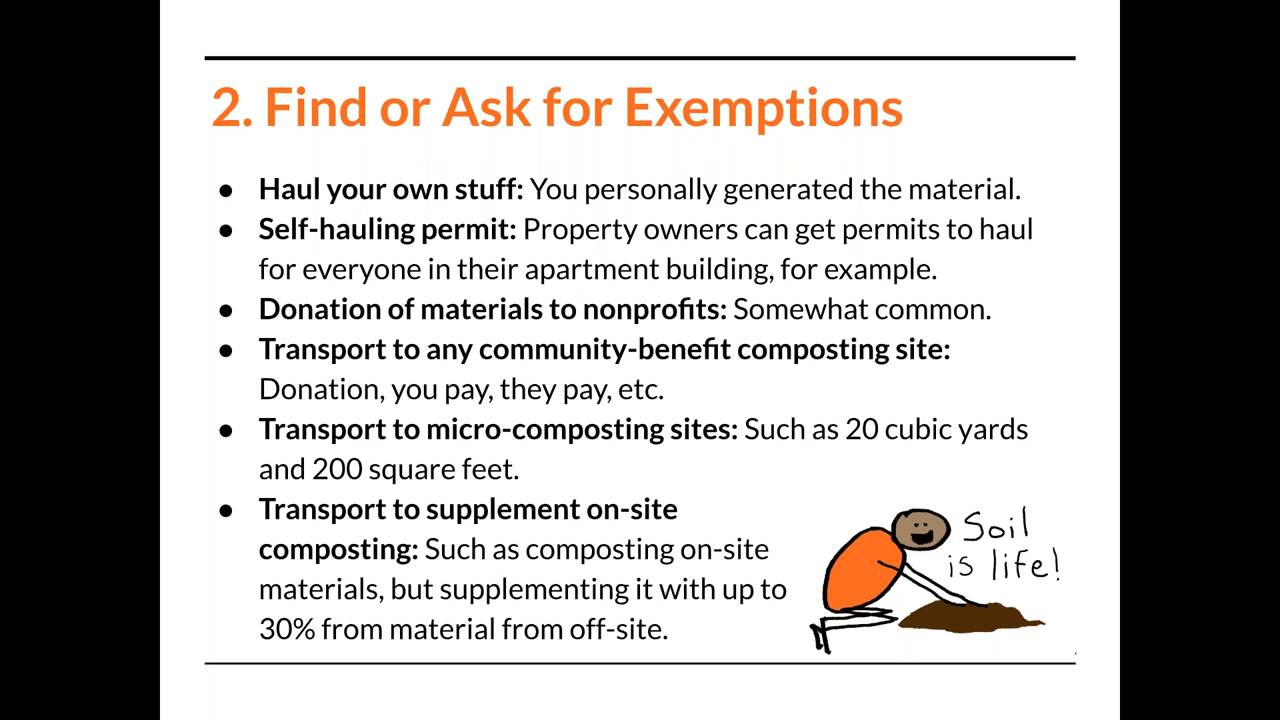 2. Find or Ask for Exemptions
● Haul your own stuff: You personally generated the material.
● Self-hauling permit: Property owners can get permits to haul
for everyone in their apartment building, for example.
● Donation of materials to nonprofits: Somewhat common.
● Transport to any community-benefit composting site:
Donation, you pay, they pay, etc.
● Transport to micro-composting sites: Such as 20 cubic yards
and 200 square feet.
● Transport to supplement on-site
composting: Such as composting on-site
materials, but supplementing it with up to
30% from material from off-site.
Soil
is life!